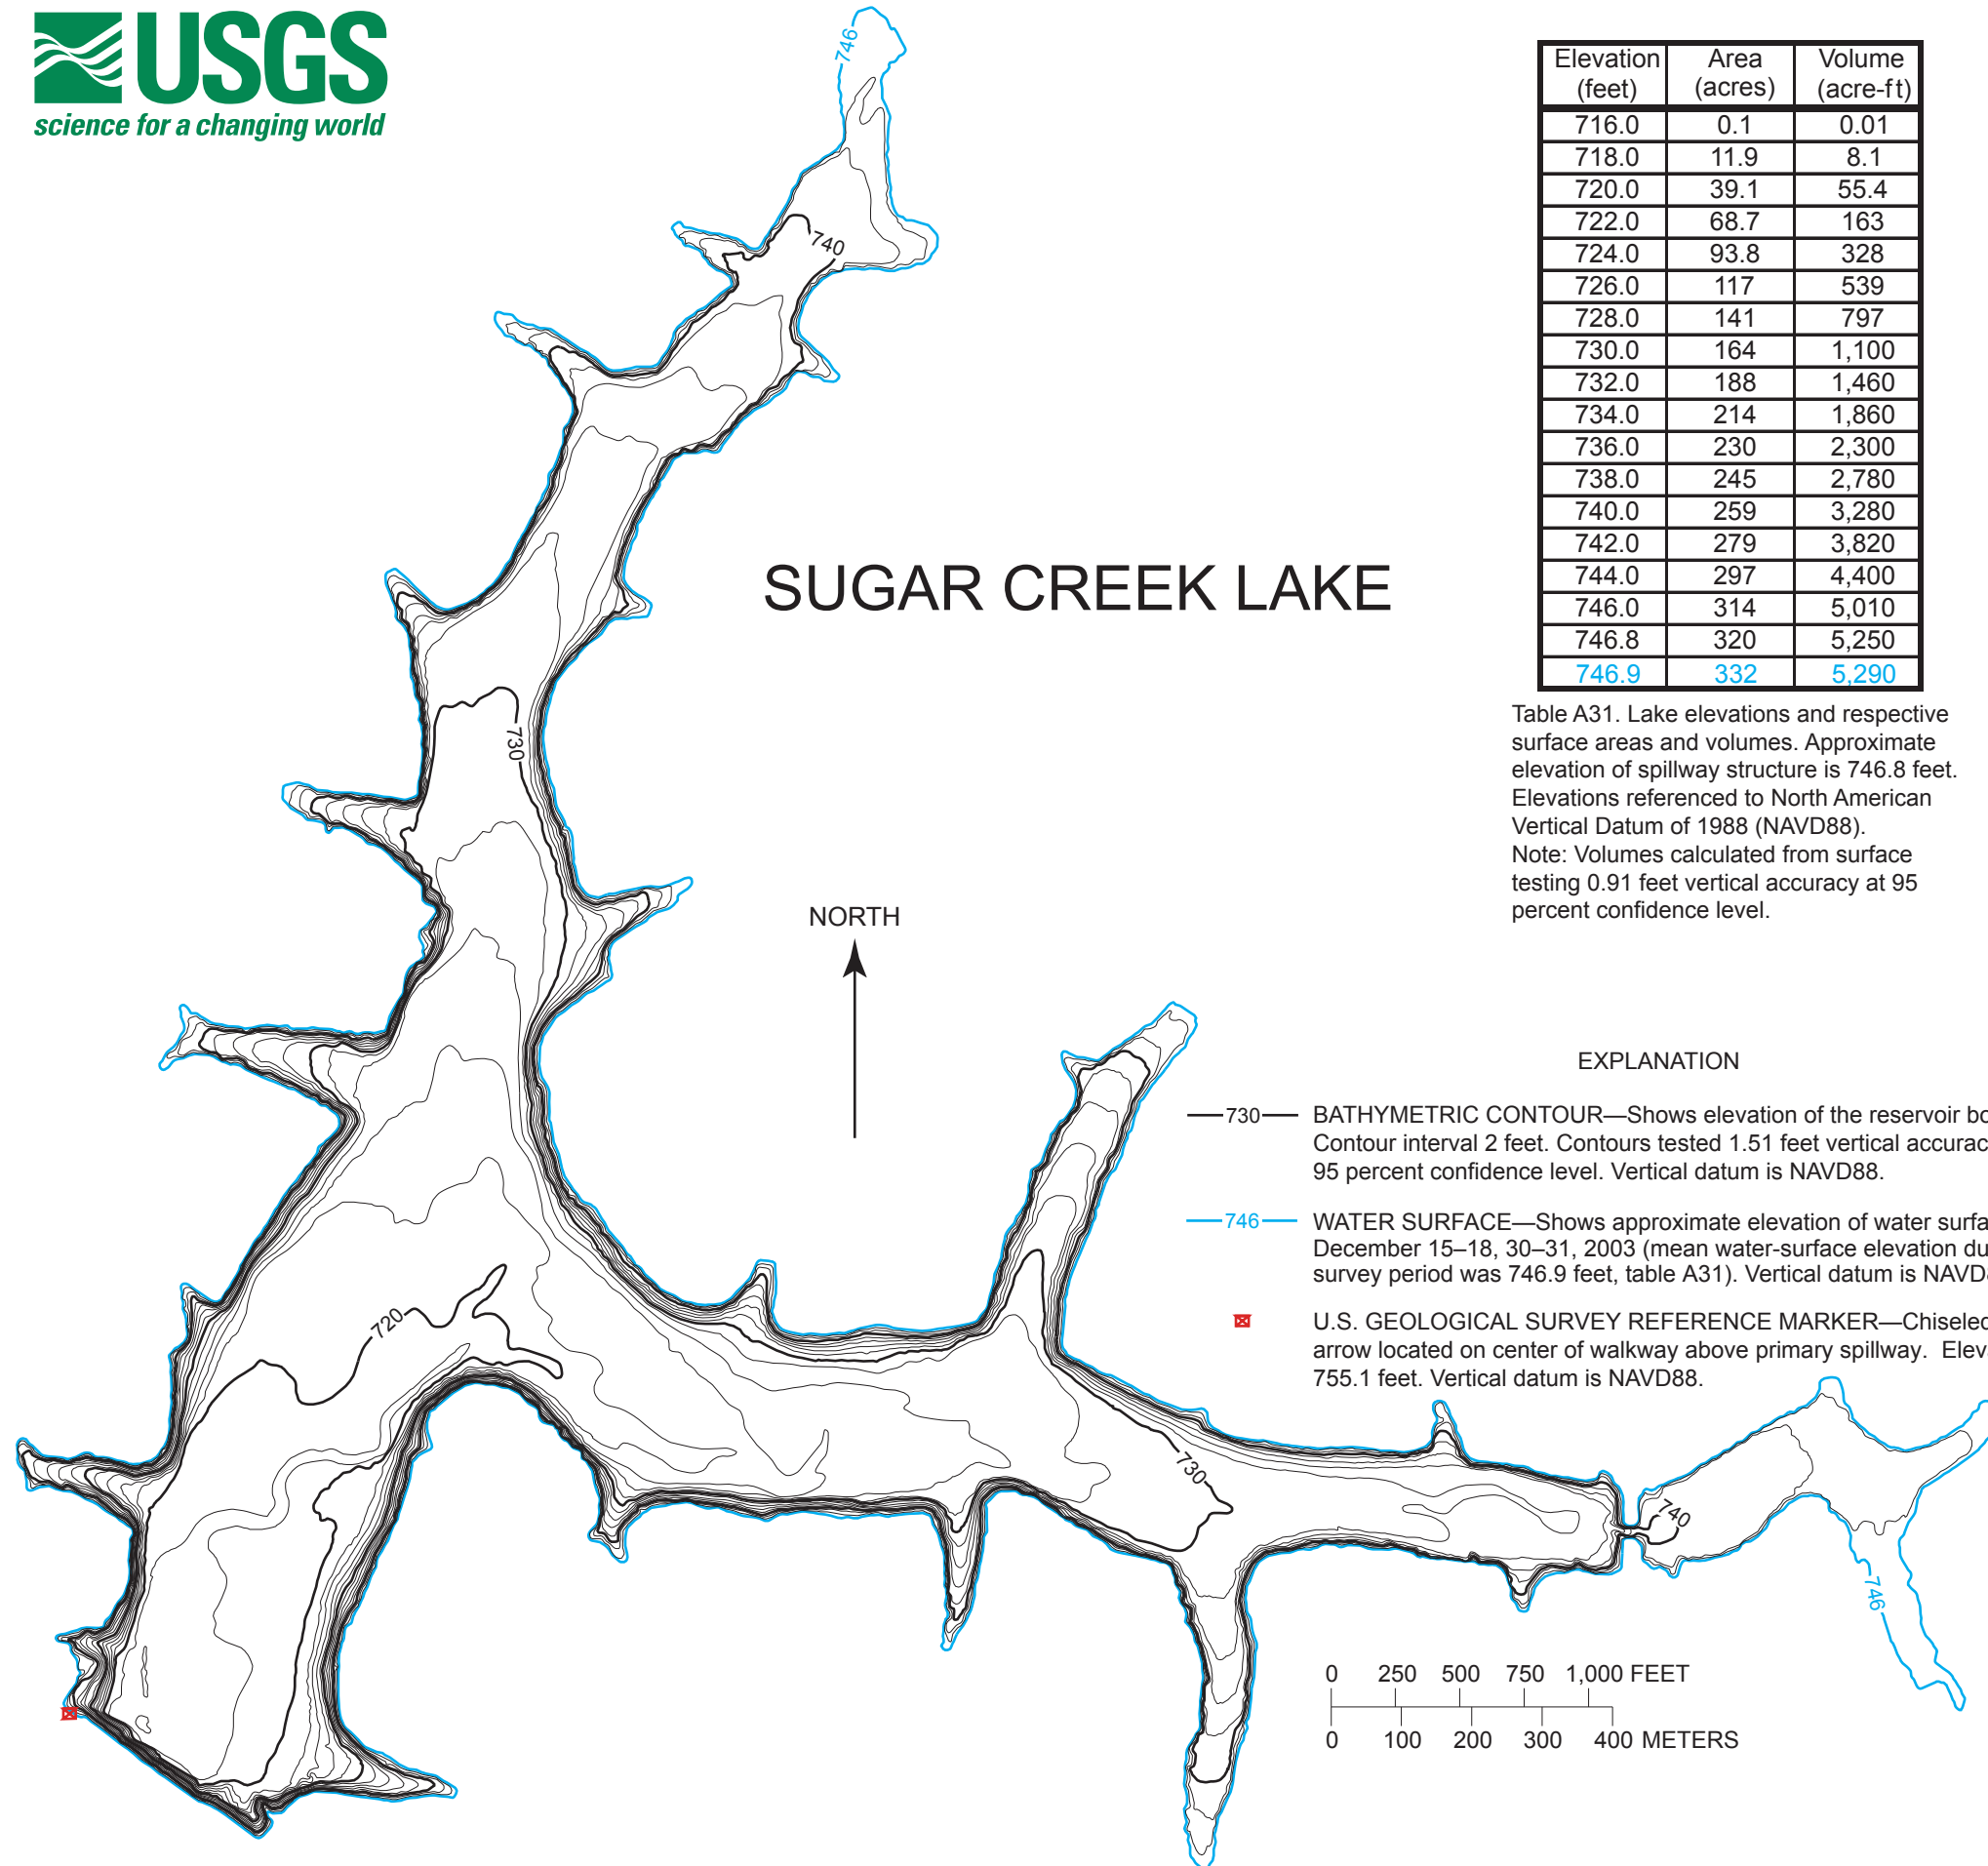 USGS
science for a changing world
746
740
730
720
730
740
746
SUGAR CREEK LAKE
NORTH
Elevation (feet) Area (acres) Volume (acre-ft)
716.0 0.1 0.01
718.0 11.9 8.1
720.0 39.1 55.4
722.0 68.7 163
724.0 93.8 328
726.0 117 539
728.0 141 797
730.0 164 1,100
732.0 188 1,460
734.0 214 1,860
736.0 230 2,300
738.0 245 2,780
740.0 259 3,280
742.0 279 3,820
744.0 297 4,400
746.0 314 5,010
746.8 320 5,250
746.9 332 5,290
Table A31. Lake elevations and respective
surface areas and volumes. Approximate
elevation of spillway structure is 746.8 feet.
Elevations referenced to North American
Vertical Datum of 1988 (NAVD88).
Note: Volumes calculated from surface
testing 0.91 feet vertical accuracy at 95
percent confidence level.
EXPLANATION
730 BATHYMETRIC CONTOUR—Shows elevation of the reservoir
Contour interval 2 feet. Contours tested 1.51 feet vertical
95 percent confidence level. Vertical datum is NAVD88.
746 WATER SURFACE—Shows approximate elevation of water
December 15–18, 30–31, 2003 (mean water-surface elevation
survey period was 746.9 feet, table A31). Vertical datum is
U.S. GEOLOGICAL SURVEY REFERENCE MARKER—Chiseled
arrow located on center of walkway above primary spillway.
755.1 feet. Vertical datum is NAVD88.
0 250 500 750 1,000 FEET
0 100 200 300 400 METERS